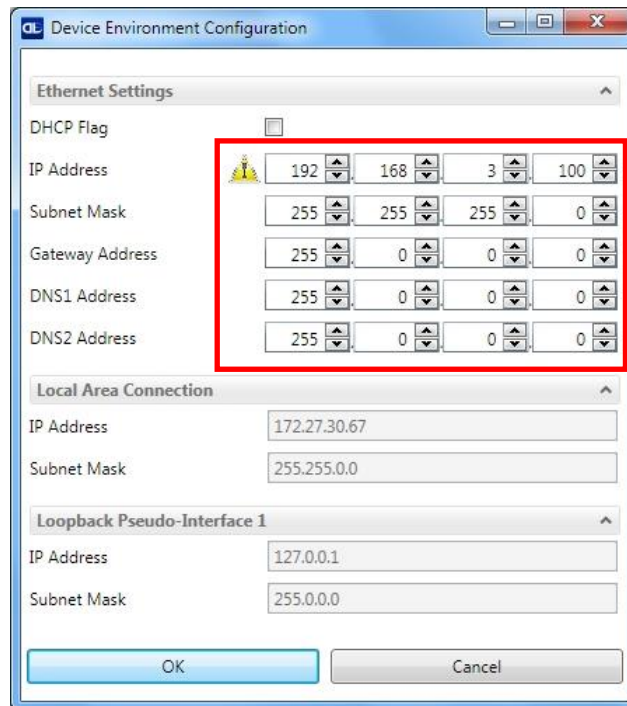 Device Environment Configuration
Ethernet Settings
DHCP Flag
IP Address 192 . 168 . 3 . 100
Subnet Mask 255 . 255 . 255 . 0
Gateway Address 255 . 0 . 0 . 0
DNS1 Address 255 . 0 . 0 . 0
DNS2 Address 255 . 0 . 0 . 0
Local Area Connection
IP Address 172.27.30.67
Subnet Mask 255.255.0.0
Loopback Pseudo-Interface 1
IP Address 127.0.0.1
Subnet Mask 255.0.0.0
OK Cancel